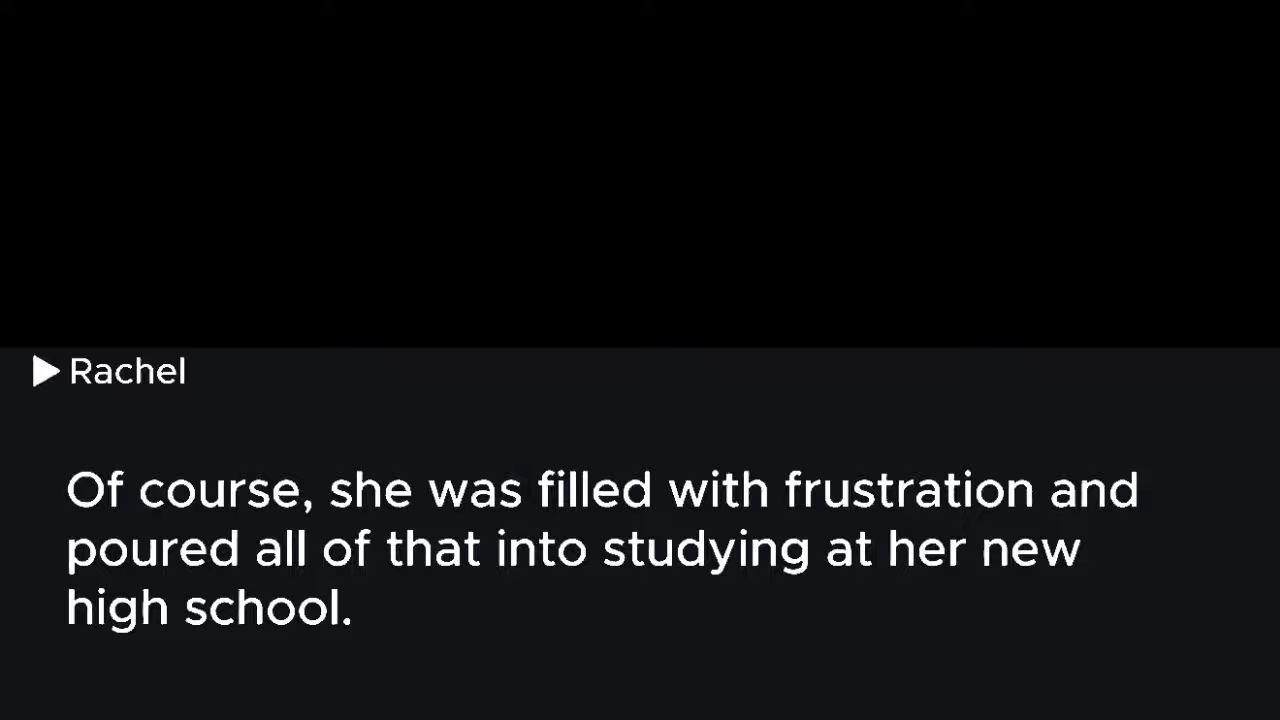 Rachel
Of course, she was filled with frustration and
poured all of that into studying at her new
high school.